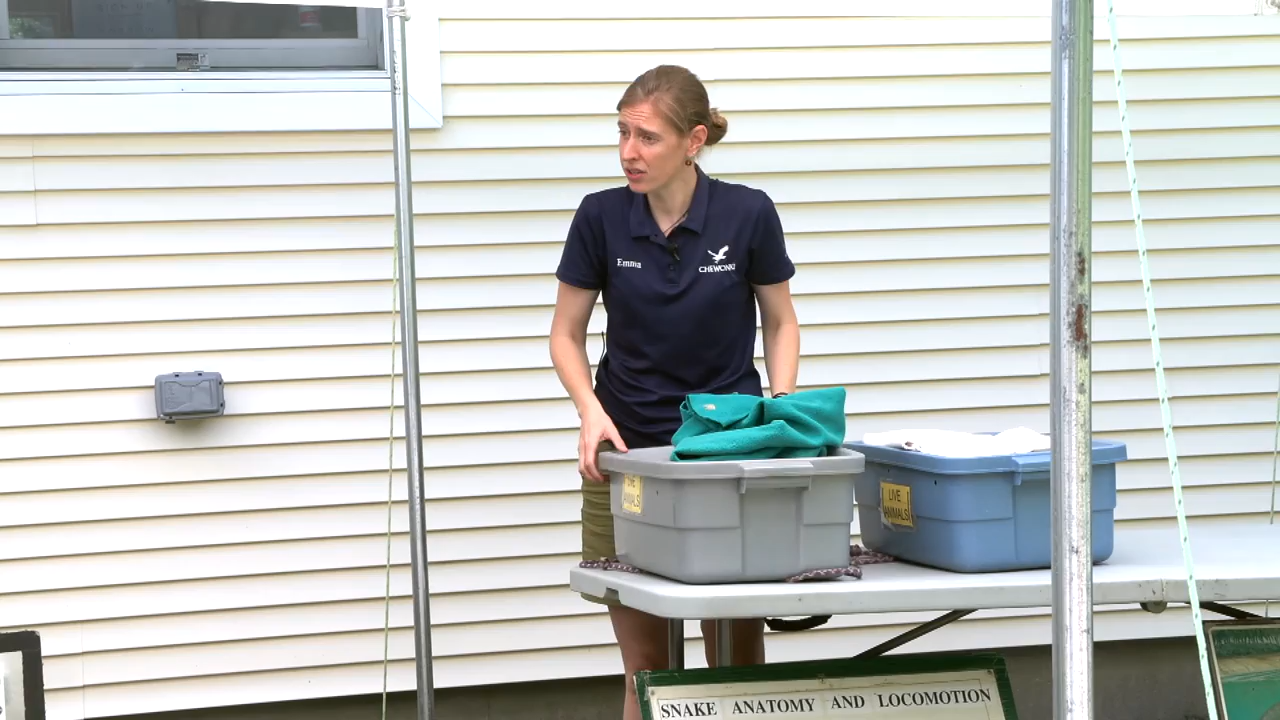 Emma
CHEWONKI
LIVE
ANIMALS
LIVE
ANIMALS
SNAKE ANATOMY AND LOCOMOTION